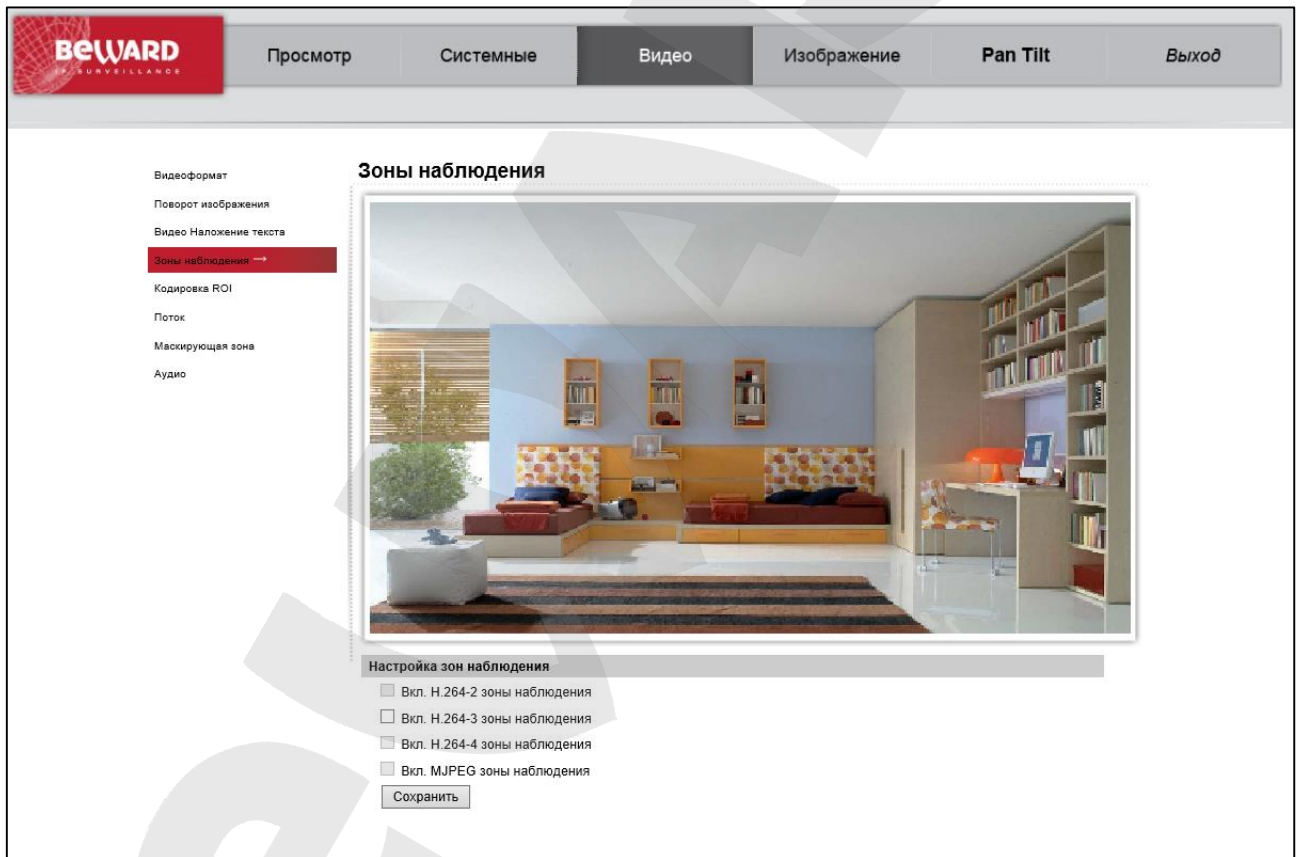 BEWARD
IP SURVEILLANCE
Просмотр
Системные
Видео
Изображение
Pan Tilt
Выход
Видеоформат
Поворот изображения
Видео Наложение текста
Зоны наблюдения →
Кодировка ROI
Поток
Маскирующая зона
Аудио
Зоны наблюдения
Настройка зон наблюдения
Вкл. H.264-2 зоны наблюдения
Вкл. H.264-3 зоны наблюдения
Вкл. H.264-4 зоны наблюдения
Вкл. MJPEG зоны наблюдения
Сохранить